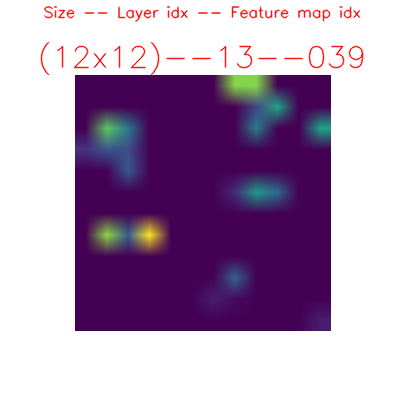 Size -- Layer idx -- Feature map idx
(12x12)--13--039